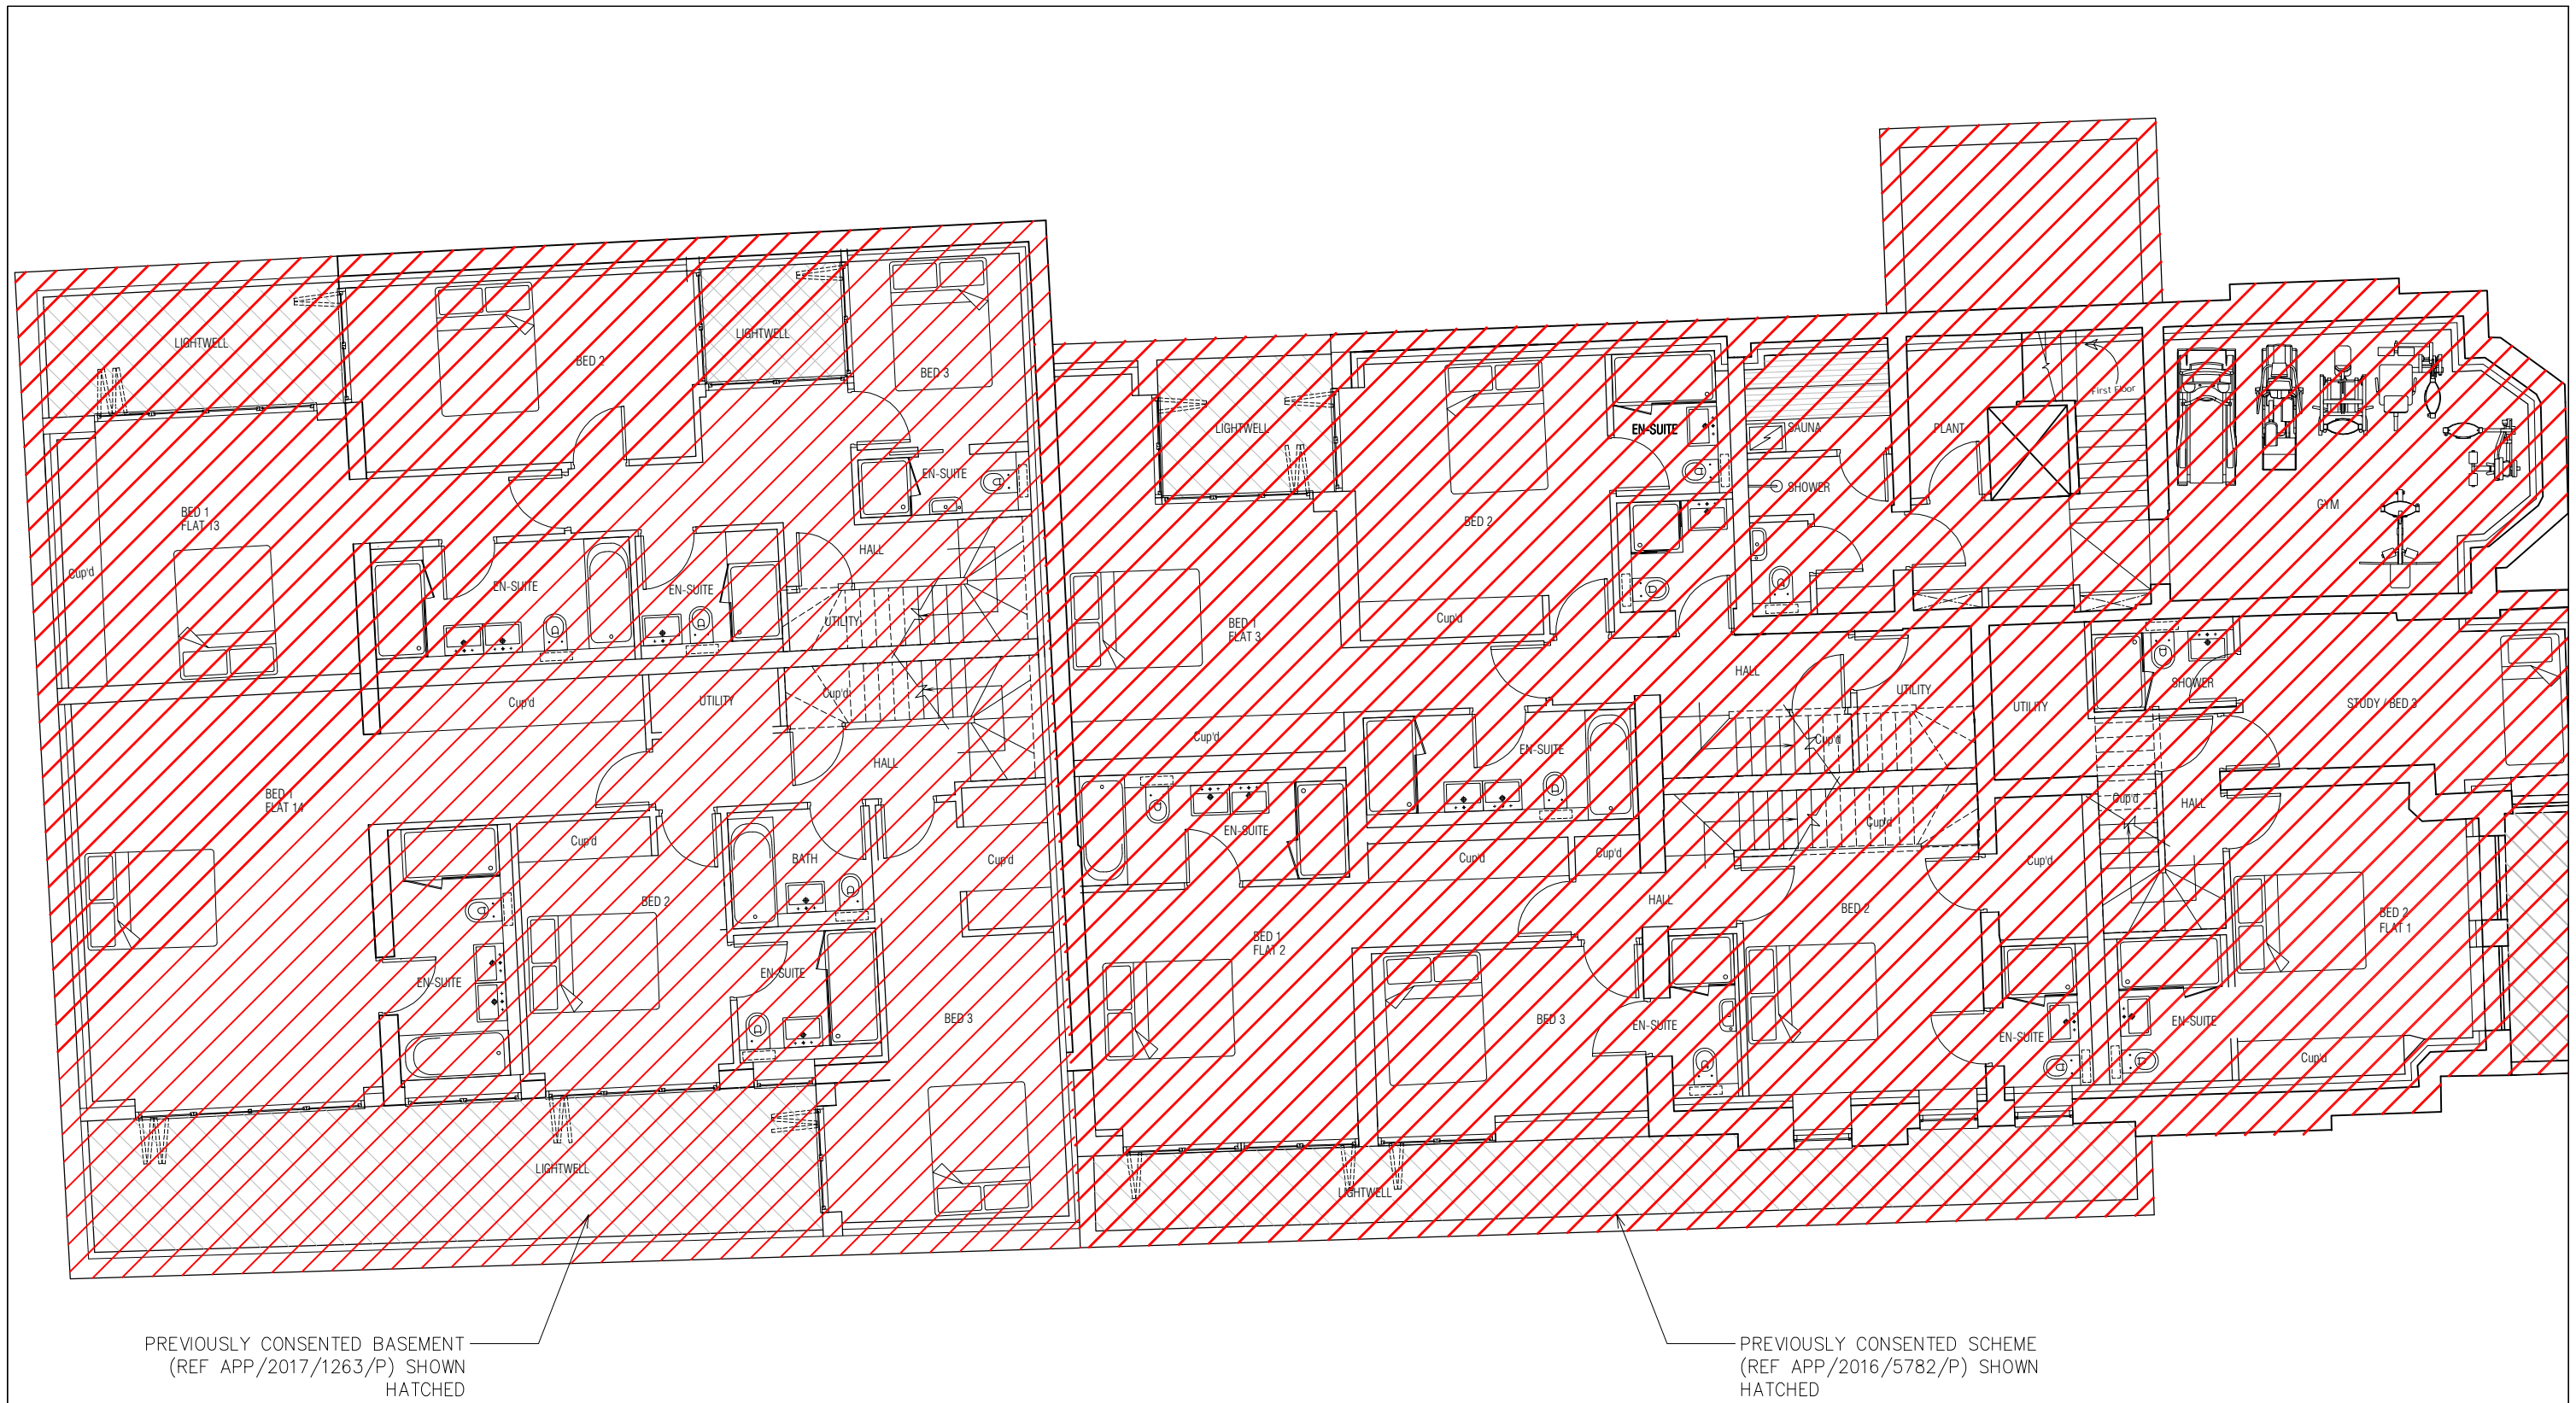 LIGHTWELL
BED 2
LIGHTWELL
BED 3
EN-SUITE
BED 1
FLAT 13
Cup'd
EN-SUITE
EN-SUITE
HALL
UTILITY
Cup'd
UTILITY
Cup'd
HALL
BED 1
FLAT 14
Cup'd
BATH
Cup'd
BED 2
EN-SUITE
EN-SUITE
BED 3
LIGHTWELL
LIGHTWELL
BED 2
EN-SUITE
SAUNA
SHOWER
PLANT
First Floor
GYM
BED 1
FLAT 3
Cup'd
HALL
UTILITY
UTILITY
SHOWER
STUDY / BED 3
Cup'd
EN-SUITE
Cup'd
EN-SUITE
Cup'd
Cup'd
Cup'd
Cup'd
HALL
Cup'd
HALL
BED 2
BED 2
FLAT 1
BED 1
FLAT 2
BED 3
EN-SUITE
EN-SUITE
EN-SUITE
Cup'd
LIGHTWELL
PREVIOUSLY CONSENTED BASEMENT
(REF APP/2017/1263/P) SHOWN
HATCHED
PREVIOUSLY CONSENTED SCHEME
(REF APP/2016/5782/P) SHOWN
HATCHED